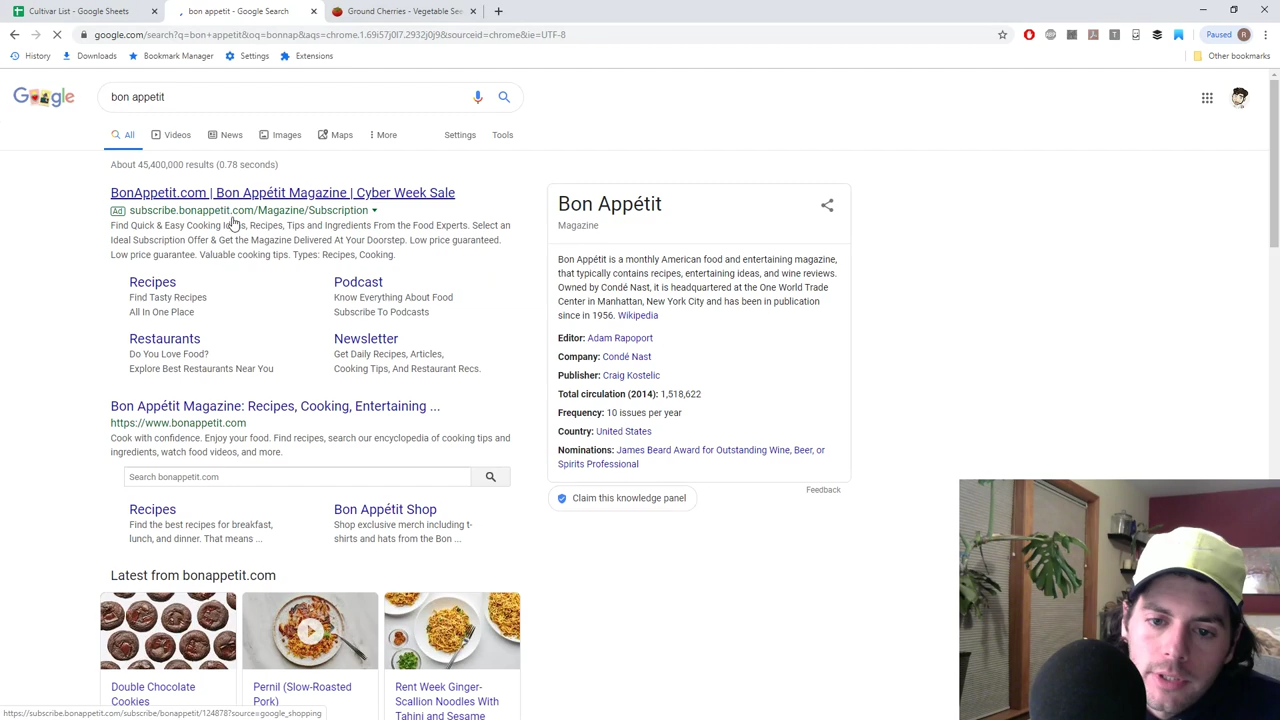 Cultivar List - Google Sheets
bon appetit - Google Search
Ground Cherries - Vegetable See
google.com/search?q=bon+appetit&oq=bonnap&aqs=chrome.1.69i57j0l7.2932j0j9&sourceid=chrome&ie=UTF-8
Paused
History
Downloads
Bookmark Manager
Settings
Extensions
Other bookmarks
bon appetit
All
Videos
News
Images
Maps
More
Settings
Tools
About 45,400,000 results (0.78 seconds)
BonAppetit.com | Bon Appétit Magazine | Cyber Week Sale
Ad subscribe.bonappetit.com/Magazine/Subscription
Find Quick & Easy Cooking Ideas, Recipes, Tips and Ingredients From the Food Experts. Select an
Ideal Subscription Offer & Get the Magazine Delivered At Your Doorstep. Low price guaranteed.
Low price guarantee. Valuable cooking tips. Types: Recipes, Cooking.
Recipes
Find Tasty Recipes
All In One Place
Podcast
Know Everything About Food
Subscribe To Podcasts
Restaurants
Do You Love Food?
Explore Best Restaurants Near You
Newsletter
Get Daily Recipes, Articles,
Cooking Tips, And Restaurant Recs.
Bon Appétit Magazine: Recipes, Cooking, Entertaining ...
https://www.bonappetit.com
Cook with confidence. Enjoy your food. Find recipes, search our encyclopedia of cooking tips and
ingredients, watch food videos, and more.
Search bonappetit.com
Recipes
Find the best recipes for breakfast,
lunch, and dinner. That means ...
Bon Appétit Shop
Shop exclusive merch including t-
shirts and hats from the Bon ...
Latest from bonappetit.com
Double Chocolate
Cookies
Pernil (Slow-Roasted
Pork)
Rent Week Ginger-
Scallion Noodles With
Tahini and Sesame
Bon Appétit
Magazine
Bon Appétit is a monthly American food and entertaining magazine,
that typically contains recipes, entertaining ideas, and wine reviews.
Owned by Condé Nast, it is headquartered at the One World Trade
Center in Manhattan, New York City and has been in publication
since in 1956. Wikipedia
Editor: Adam Rapoport
Company: Condé Nast
Publisher: Craig Kostelic
Total circulation (2014): 1,518,622
Frequency: 10 issues per year
Country: United States
Nominations: James Beard Award for Outstanding Wine, Beer, or
Spirits Professional
Feedback
Claim this knowledge panel
https://subscribe.bonappetit.com/subscribe/bonappetit/124878?source=google_shopping